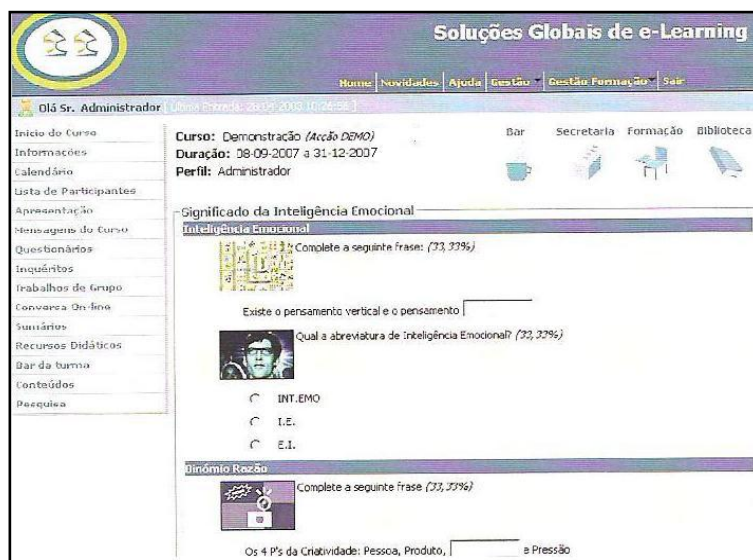 Soluções Globais de e-Learning
Home | Novidades | Ajuda | Gestão | Gestão Formação | Sair
Olá Sr. Administrador
Início do Curso
Informações
Calendário
Lista de Participantes
Apresentação
Mensagens do Curso
Questionários
Inquéritos
Trabalhos de Grupo
Conversa On-line
Sumários
Recursos Didáticos
Bar da turma
Conteúdos
Pesquisa
Curso: Demonstração (Acção DEMO)
Duração: 08-09-2007 a 31-12-2007
Perfil: Administrador
Bar Secretaria Formação Biblioteca
Significado da Inteligência Emocional
Inteligência Emocional
Complete a seguinte frase: (33,33%)
Existe o pensamento vertical e o pensamento
Qual a abreviatura de Inteligência Emocional? (33,33%)
INT.EMO
I.E.
E.I.
Binómio Razão
Complete a seguinte frase (33,33%)
Os 4 P's da Criatividade: Pessoa, Produto, e Pressão